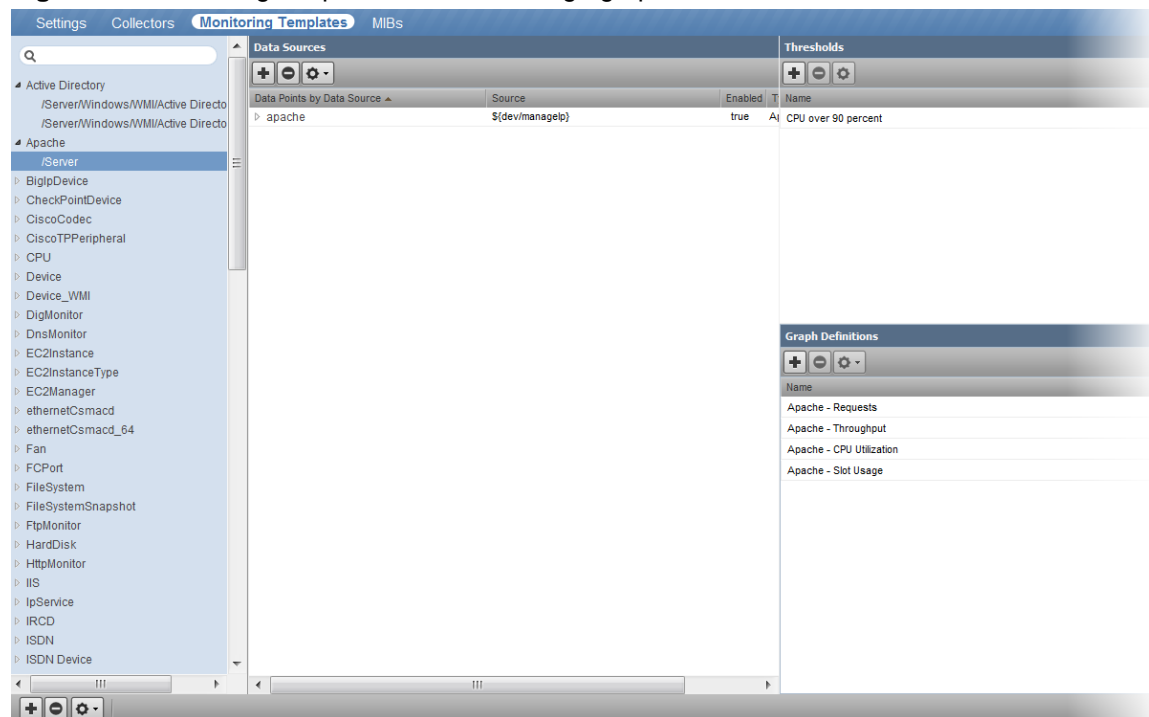 Settings Collectors Monitoring Templates MIBs
Data Sources
Thresholds
Active Directory
/Server/Windows/WMI/Active Directo
/Server/Windows/WMI/Active Directo
Apache
/Server
BigIpDevice
CheckPointDevice
CiscoCodec
CiscoTPPeripheral
CPU
Device
Device_WMI
DigMonitor
DnsMonitor
EC2Instance
EC2InstanceType
EC2Manager
ethernetCsmacd
ethernetCsmacd_64
Fan
FCPort
FileSystem
FileSystemSnapshot
FtpMonitor
HardDisk
HttpMonitor
IIS
IpService
IRCD
ISDN
ISDN Device
Data Points by Data Source Source Enabled T
apache ${dev/manageIp} true A
Name
CPU over 90 percent
Graph Definitions
Name
Apache - Requests
Apache - Throughput
Apache - CPU Utilization
Apache - Slot Usage